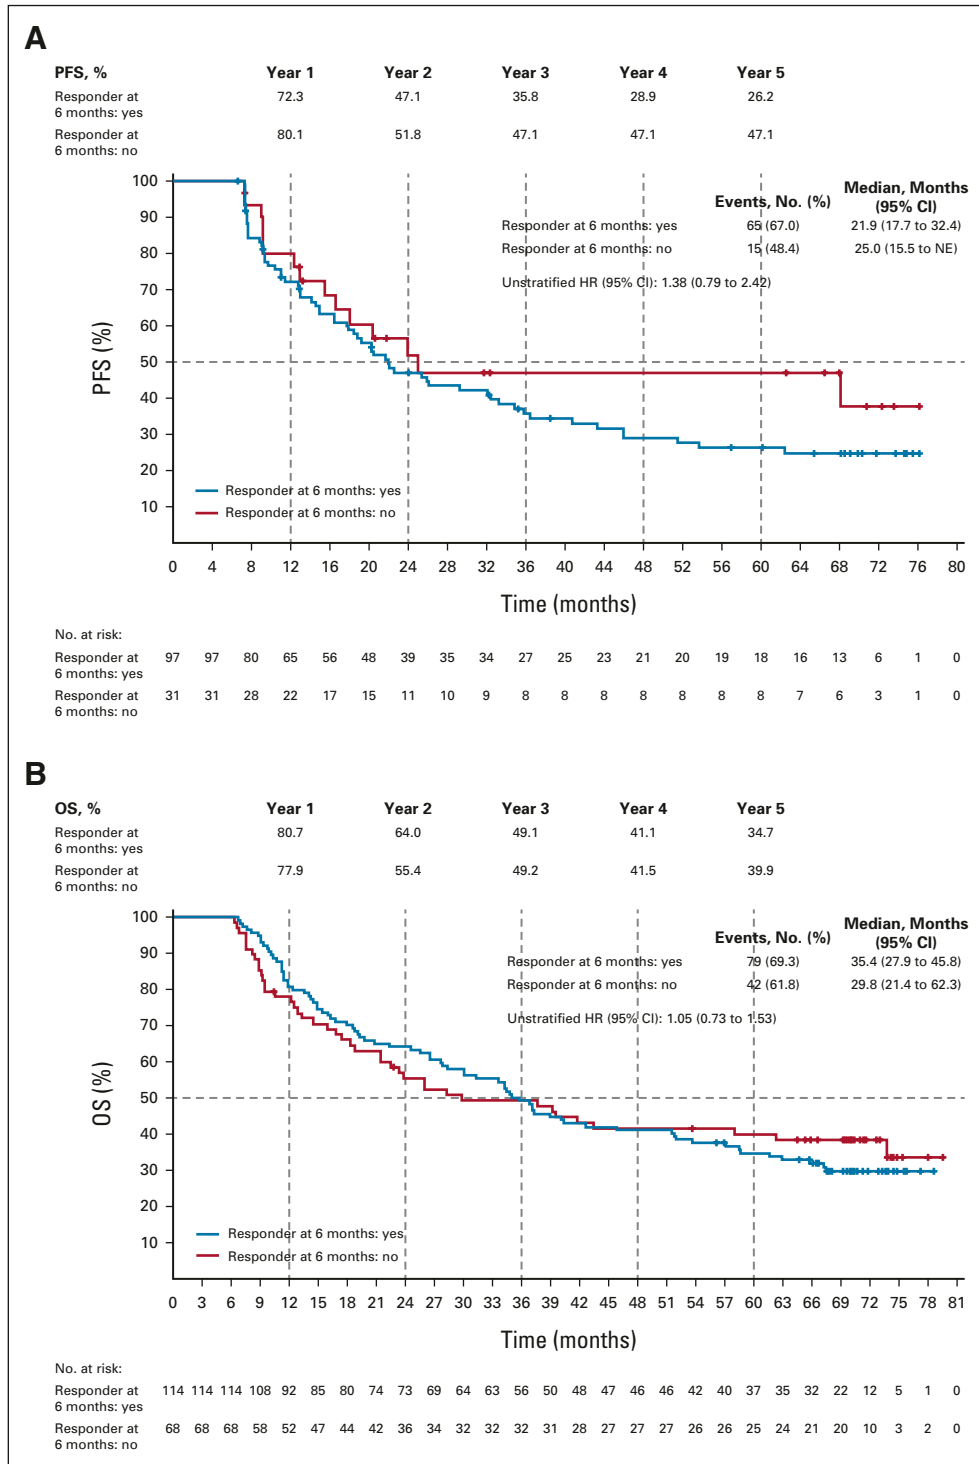 A
PFS, % Year 1 Year 2 Year 3 Year 4 Year 5
Responder at 6 months: yes 72.3 47.1 35.8 28.9 26.2
Responder at 6 months: no 80.1 51.8 47.1 47.1 47.1
Events, No. (%) Median, Months (95% CI)
Responder at 6 months: yes 65 (67.0) 21.9 (17.7 to 32.4)
Responder at 6 months: no 15 (48.4) 25.0 (15.5 to NE)
Unstratified HR (95% CI): 1.38 (0.79 to 2.42)
PFS (%)
100
90
80
70
60
50
40
30
20
10
Responder at 6 months: yes
Responder at 6 months: no
0 4 8 12 16 20 24 28 32 36 40 44 48 52 56 60 64 68 72 76 80
Time (months)
No. at risk:
Responder at 6 months: yes 97 97 80 65 56 48 39 35 34 27 25 23 21 20 19 18 16 13 6 1 0
Responder at 6 months: no 31 31 28 22 17 15 11 10 9 8 8 8 8 8 8 8 7 6 3 1 0
B
OS, % Year 1 Year 2 Year 3 Year 4 Year 5
Responder at 6 months: yes 80.7 64.0 49.1 41.1 34.7
Responder at 6 months: no 77.9 55.4 49.2 41.5 39.9
Events, No. (%) Median, Months (95% CI)
Responder at 6 months: yes 79 (69.3) 35.4 (27.9 to 45.8)
Responder at 6 months: no 42 (61.8) 29.8 (21.4 to 62.3)
Unstratified HR (95% CI): 1.05 (0.73 to 1.53)
OS (%)
100
90
80
70
60
50
40
30
20
10
Responder at 6 months: yes
Responder at 6 months: no
0 3 6 9 12 15 18 21 24 27 30 33 36 39 42 45 48 51 54 57 60 63 66 69 72 75 78 81
Time (months)
No. at risk:
Responder at 6 months: yes 114 114 114 108 92 85 80 74 73 69 64 63 56 50 48 47 46 46 42 40 37 35 32 22 12 5 1 0
Responder at 6 months: no 68 68 68 58 52 47 44 42 36 34 32 32 32 31 28 27 27 27 26 26 25 24 21 20 10 3 2 0